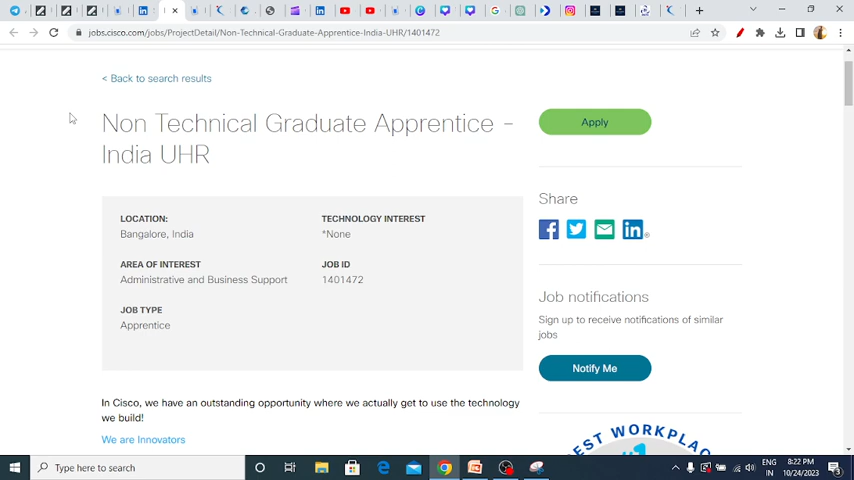 jobs.cisco.com/jobs/ProjectDetail/Non-Technical-Graduate-Apprentice-India-UHR/1401472
< Back to search results
Non Technical Graduate Apprentice -
India UHR
Apply
LOCATION:
Bangalore, India
TECHNOLOGY INTEREST
*None
AREA OF INTEREST
Administrative and Business Support
JOB ID
1401472
JOB TYPE
Apprentice
Share
Job notifications
Sign up to receive notifications of similar
jobs
Notify Me
In Cisco, we have an outstanding opportunity where we actually get to use the technology
we build!
We are Innovators
EST WORKPLAC
#1
Type here to search
ENG
IN
8:22 PM
10/24/2023
3